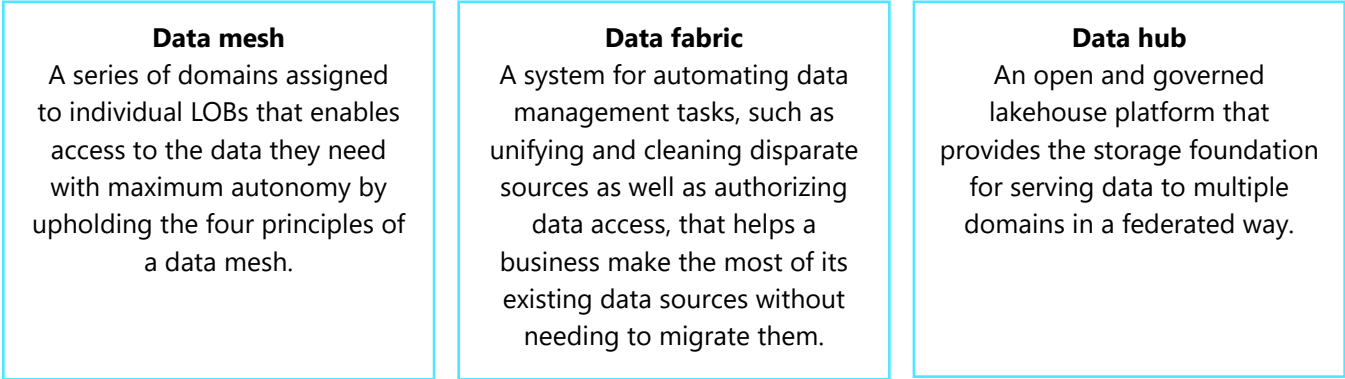 Data mesh
A series of domains assigned
to individual LOBs that enables
access to the data they need
with maximum autonomy by
upholding the four principles of
a data mesh.
Data fabric
A system for automating data
management tasks, such as
unifying and cleaning disparate
sources as well as authorizing
data access, that helps a
business make the most of its
existing data sources without
needing to migrate them.
Data hub
An open and governed
lakehouse platform that
provides the storage foundation
for serving data to multiple
domains in a federated way.